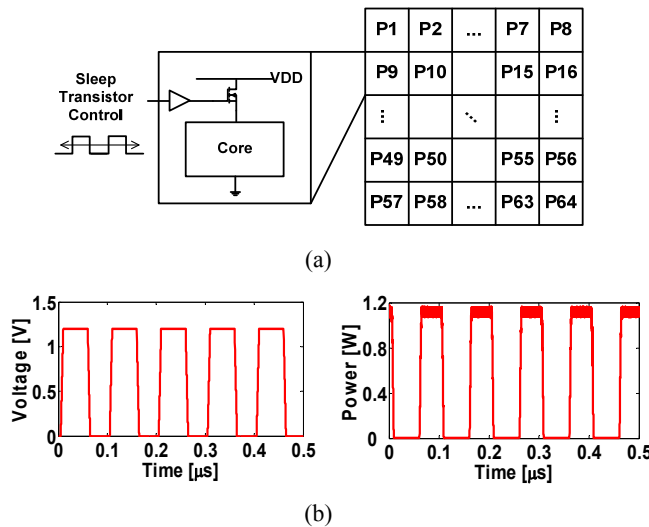 P1 P2 ... P7 P8
P9 P10 P15 P16
⋮ ⋱ ⋮
P49 P50 P55 P56
P57 P58 ... P63 P64
Sleep
Transistor
Control
VDD
Core
(a)
Voltage [V]
1.5
1
0.5
0
0 0.1 0.2 0.3 0.4 0.5
Time [μs]
Power [W]
1.2
0.8
0.4
0
0 0.1 0.2 0.3 0.4 0.5
Time [μs]
(b)